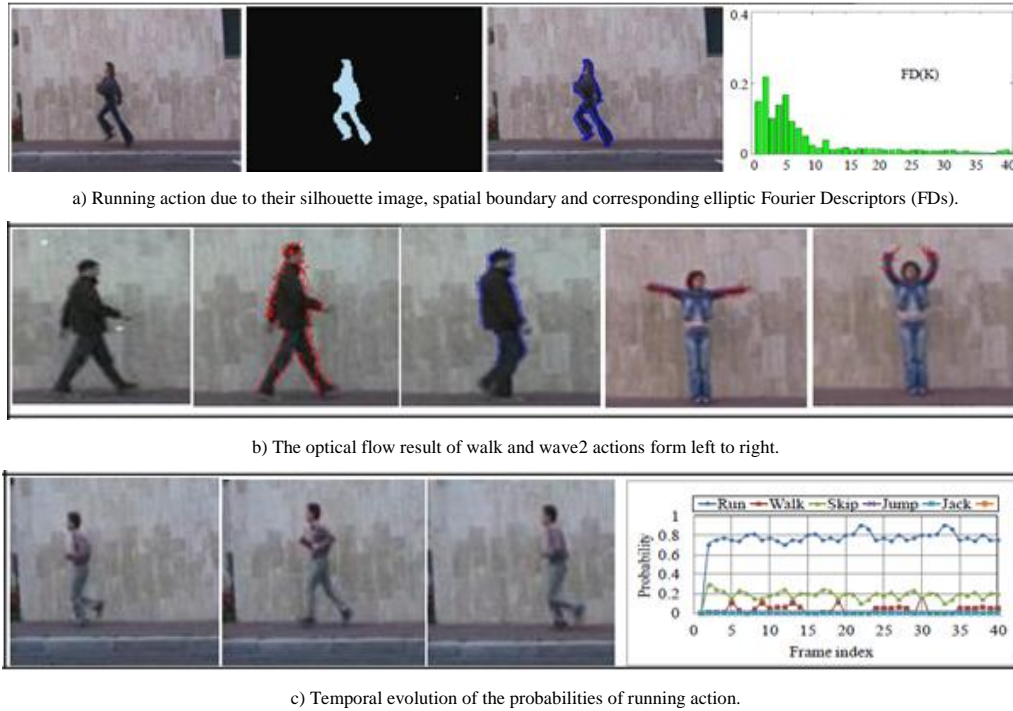 0.4
FD(K)
0.2
0
0 5 10 15 20 25 30 35 40
a) Running action due to their silhouette image, spatial boundary and corresponding elliptic Fourier Descriptors (FDs).
b) The optical flow result of walk and wave2 actions form left to right.
Run Walk Skip Jump Jack
1
0.8
0.6
0.4
0.2
0
Probability
0 5 10 15 20 25 30 35 40
Frame index
c) Temporal evolution of the probabilities of running action.